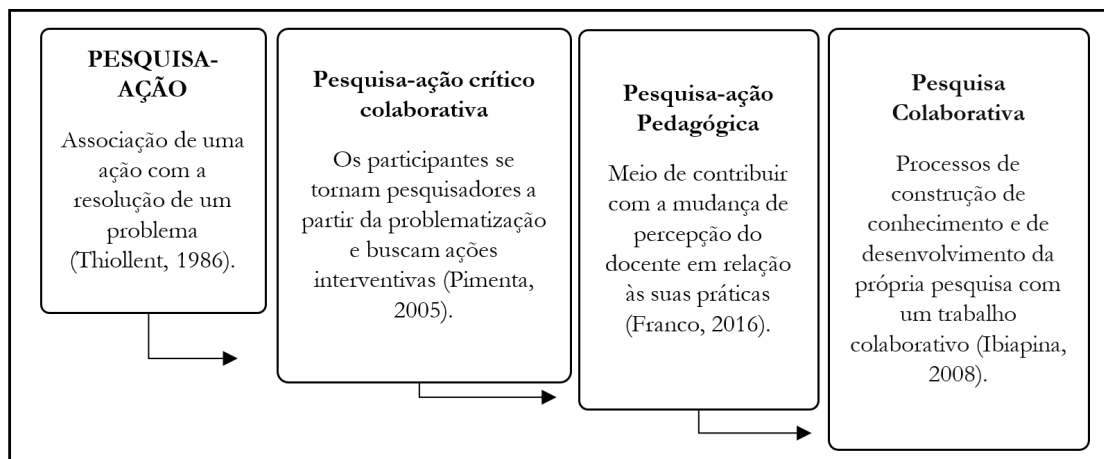 PESQUISA-
AÇÃO
Associação de uma
ação com a
resolução de um
problema
(Thiollent, 1986).
Pesquisa-ação crítico
colaborativa
Os participantes se
tornam pesquisadores a
partir da problematização
e buscam ações
interventivas (Pimenta,
2005).
Pesquisa-ação
Pedagógica
Meio de contribuir
com a mudança de
percepção do
docente em relação
às suas práticas
(Franco, 2016).
Pesquisa
Colaborativa
Processos de
construção de
conhecimento e de
desenvolvimento da
própria pesquisa com
um trabalho
colaborativo (Ibiapina,
2008).